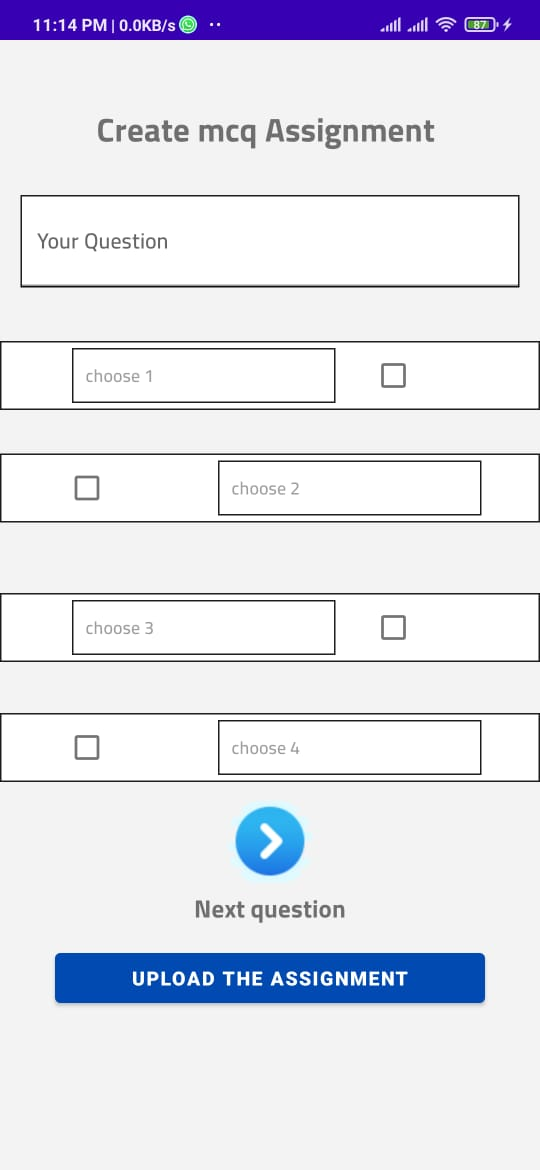 11:14 PM | 0.0KB/s
87
Create mcq Assignment
Your Question
choose 1
choose 2
choose 3
choose 4
Next question
UPLOAD THE ASSIGNMENT